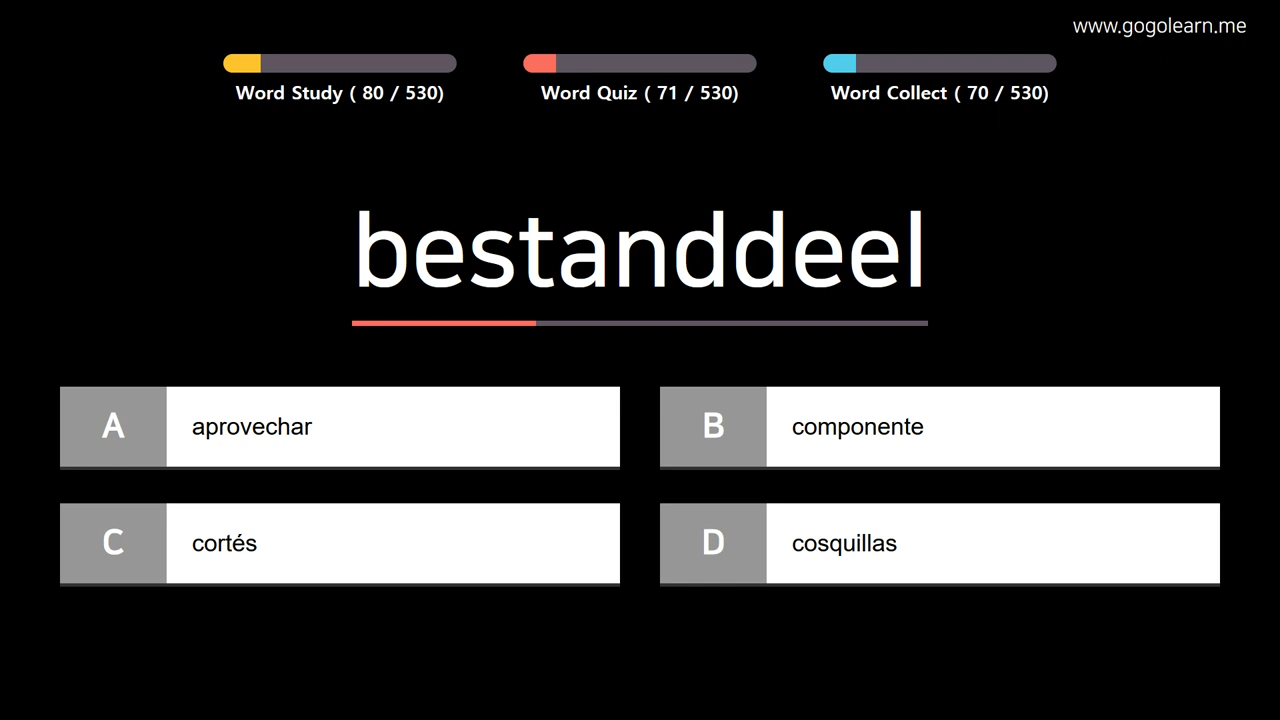 www.gogolearn.me
Word Study ( 80 / 530)
Word Quiz ( 71 / 530)
Word Collect ( 70 / 530)
bestanddeel
A aprovechar
B componente
C cortés
D cosquillas